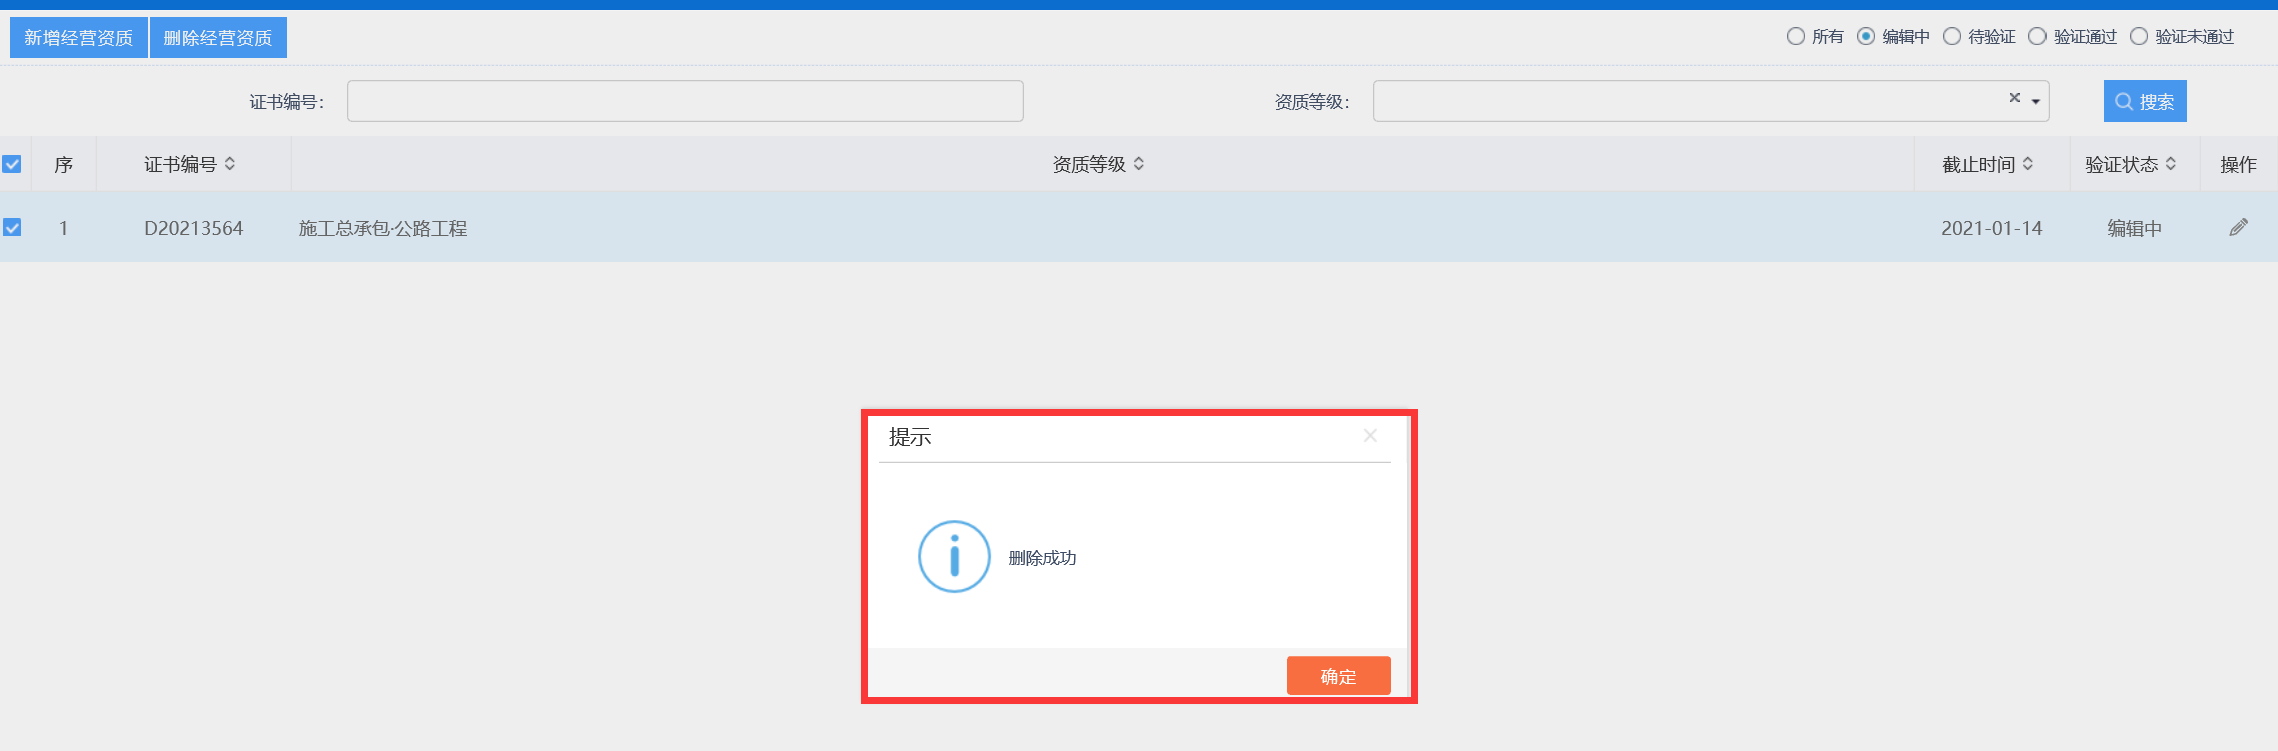 新增经营资质 删除经营资质 所有 编辑中 待验证 验证通过 验证未通过
证书编号： 资质等级： 搜索
序 证书编号 资质等级 截止时间 验证状态 操作
1 D20213564 施工总承包·公路工程 2021-01-14 编辑中
提示
删除成功
确定